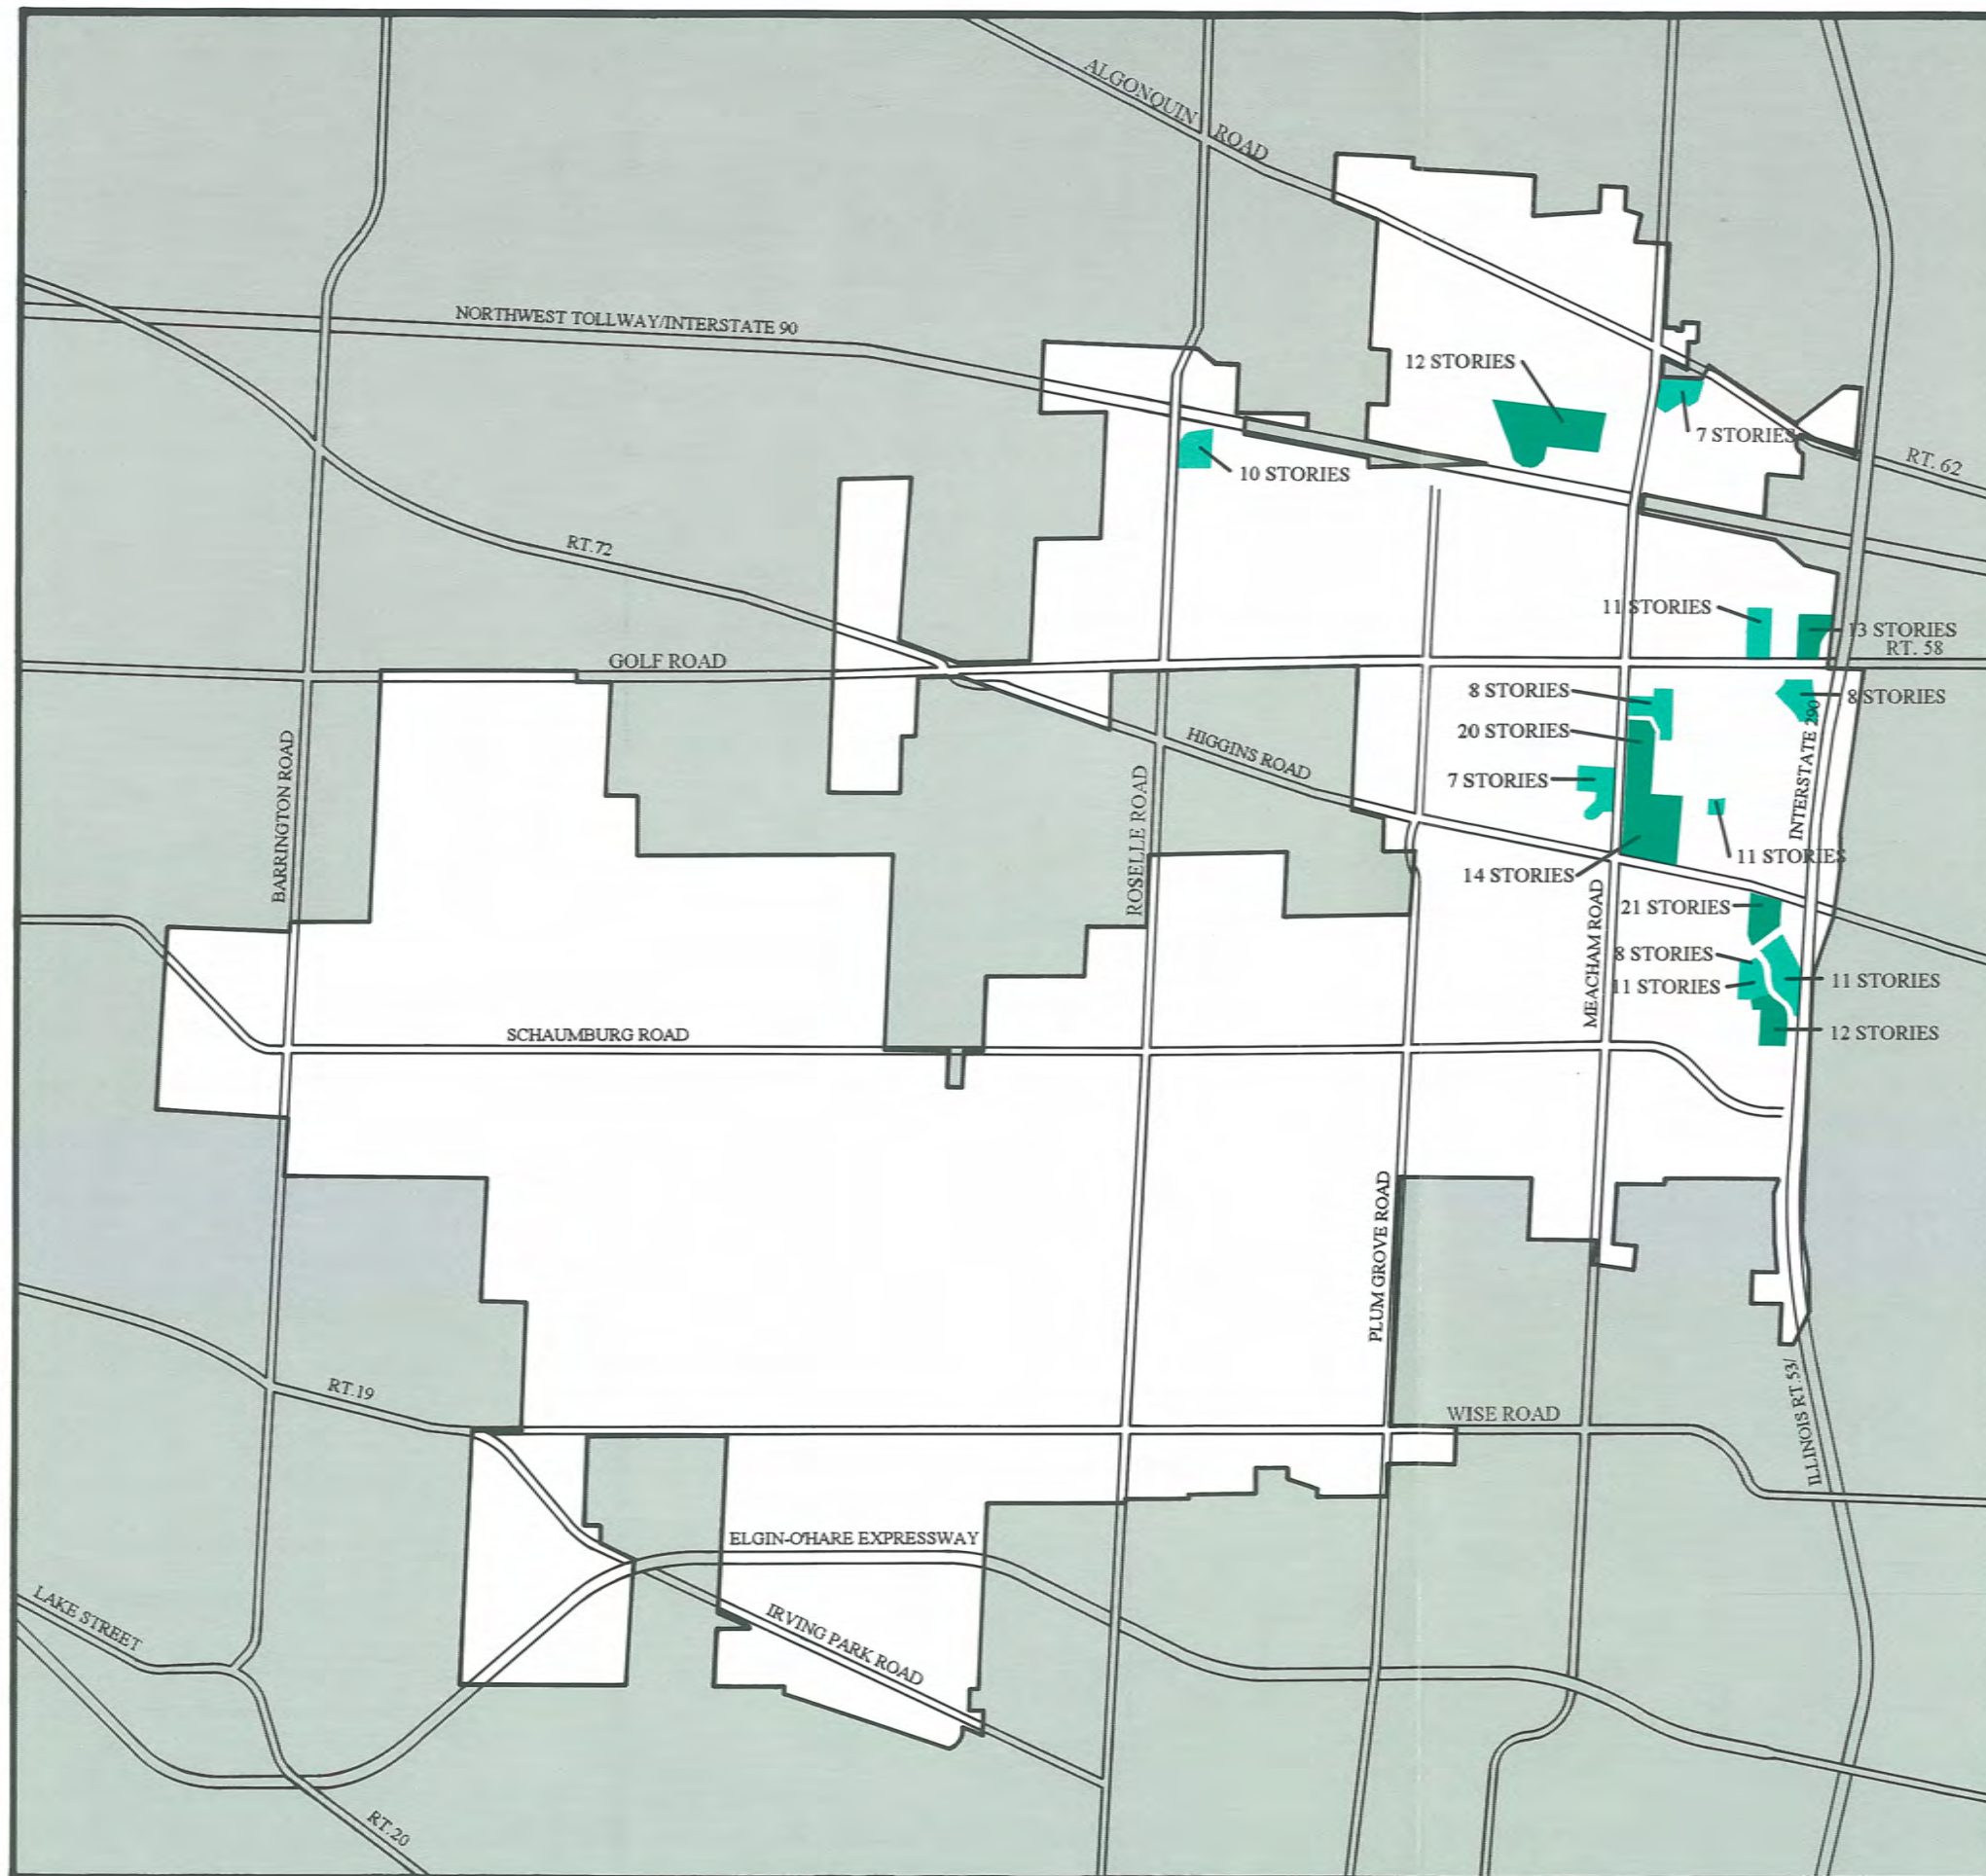 ALGONQUIN ROAD
NORTHWEST TOLLWAY/INTERSTATE 90
12 STORIES
7 STORIES
RT. 62
10 STORIES
RT.72
11 STORIES
13 STORIES
RT. 58
GOLF ROAD
8 STORIES
8 STORIES
20 STORIES
HIGGINS ROAD
7 STORIES
INTERSTATE 290
BARRINGTON ROAD
ROSELLE ROAD
11 STORIES
14 STORIES
MEACHAM ROAD
21 STORIES
8 STORIES
11 STORIES
11 STORIES
SCHAUMBURG ROAD
12 STORIES
PLUM GROVE ROAD
RT.19
WISE ROAD
ILLINOIS RT.53/
ELGIN-O'HARE EXPRESSWAY
LAKE STREET
IRVING PARK ROAD
RT.20